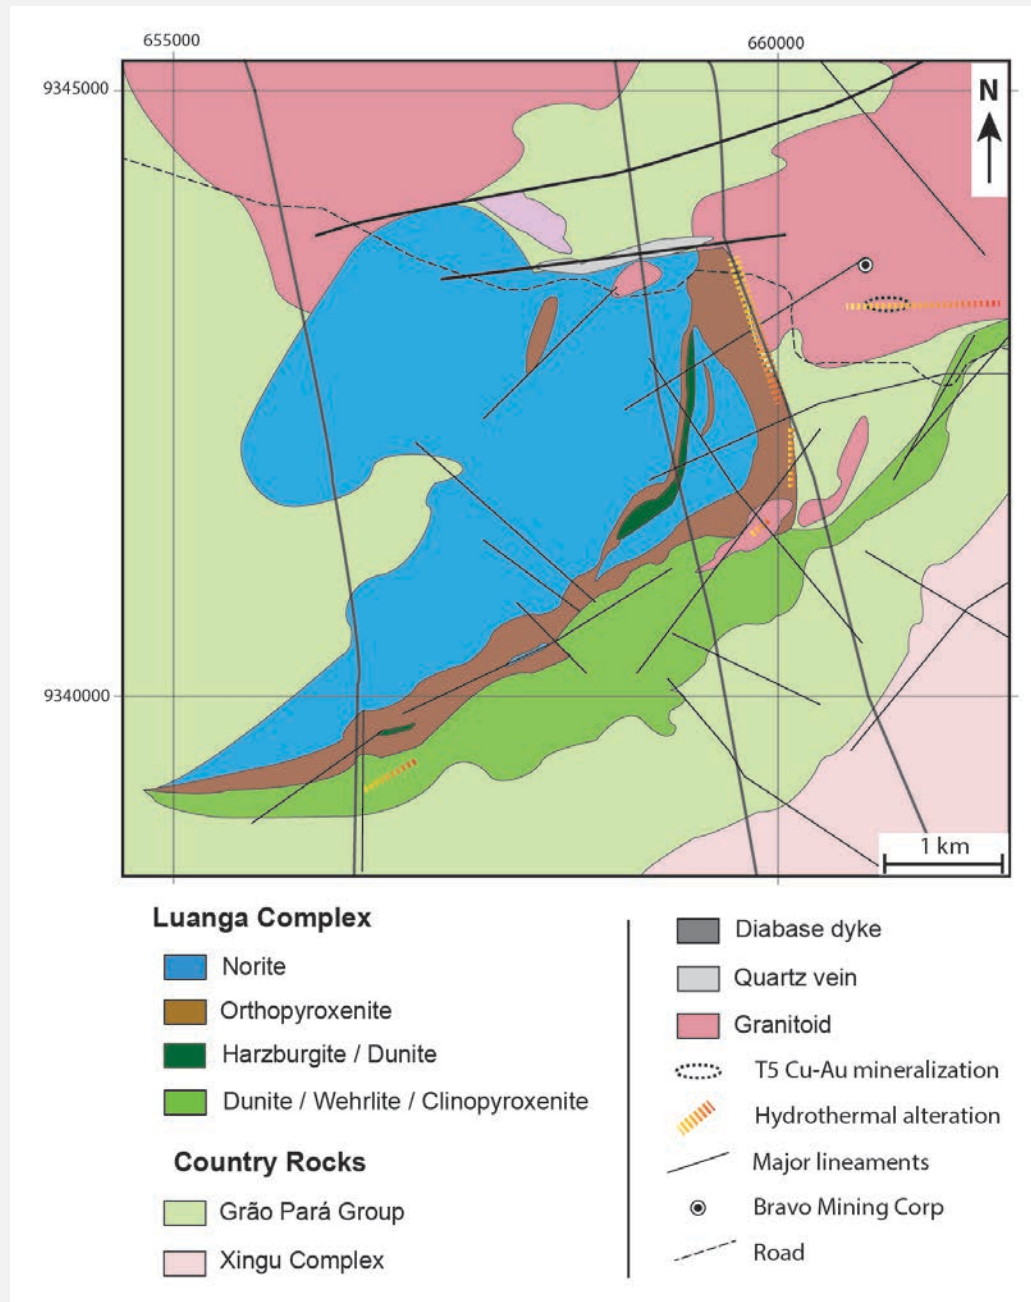 655000
660000
9345000
N
9340000
1 km
Luanga Complex
Norite
Orthopyroxenite
Harzburgite / Dunite
Dunite / Wehrlite / Clinopyroxenite
Country Rocks
Grão Pará Group
Xingu Complex
Diabase dyke
Quartz vein
Granitoid
T5 Cu-Au mineralization
Hydrothermal alteration
Major lineaments
Bravo Mining Corp
Road